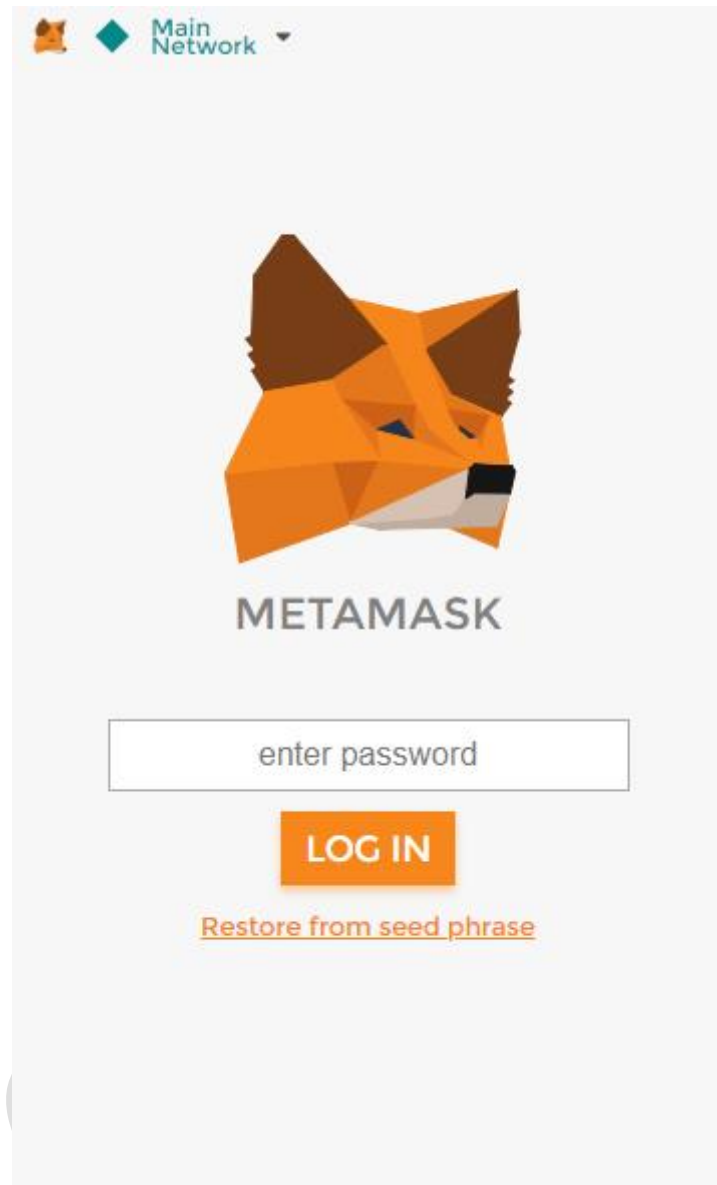 Main
Network
METAMASK
enter password
LOG IN
Restore from seed phrase